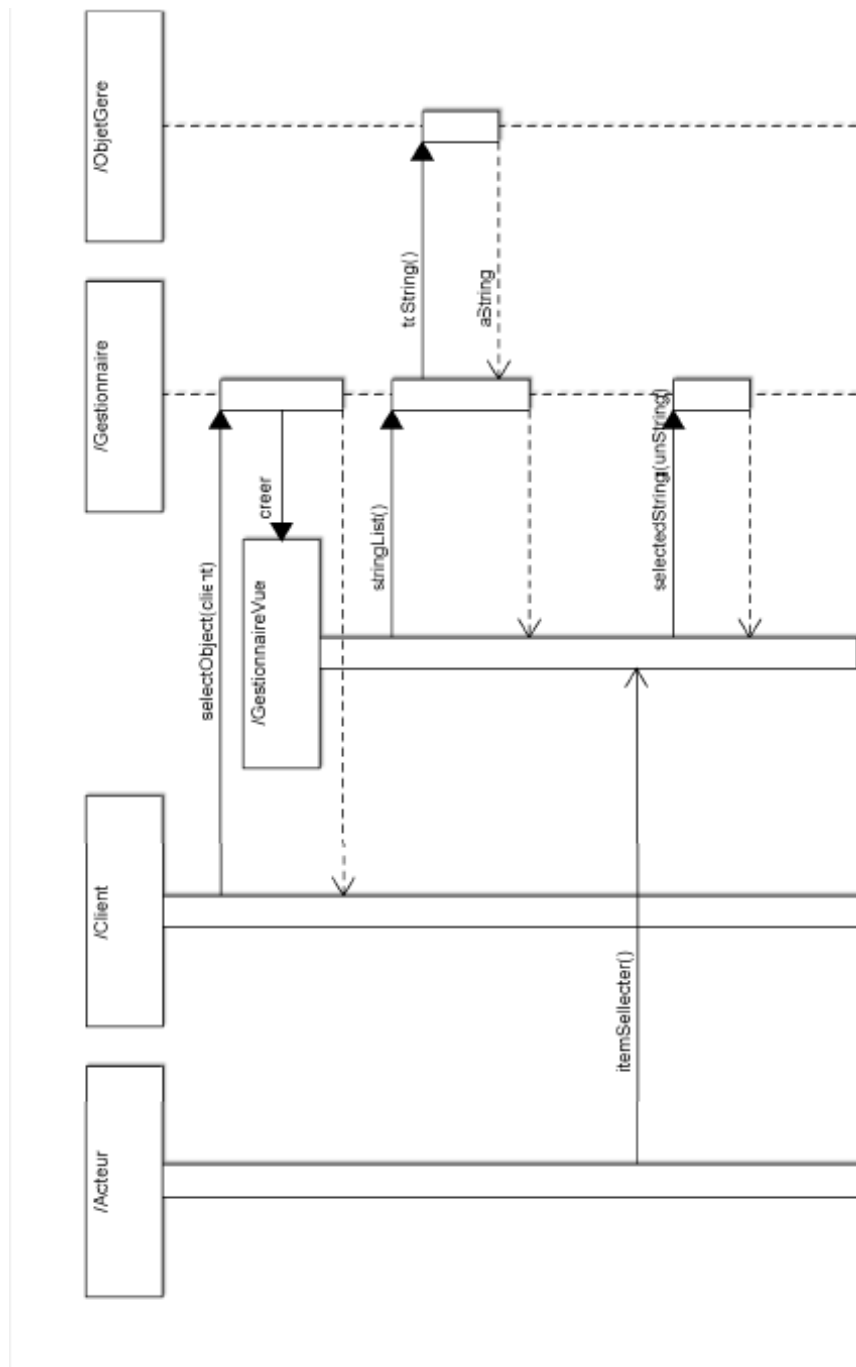 /Acteur
/Client
/Gestionnaire
/ObjetGere
selectObject(client)
creer
/GestionnaireVue
stringList()
toString()
aString
itemSellecter()
selectedString(unString)